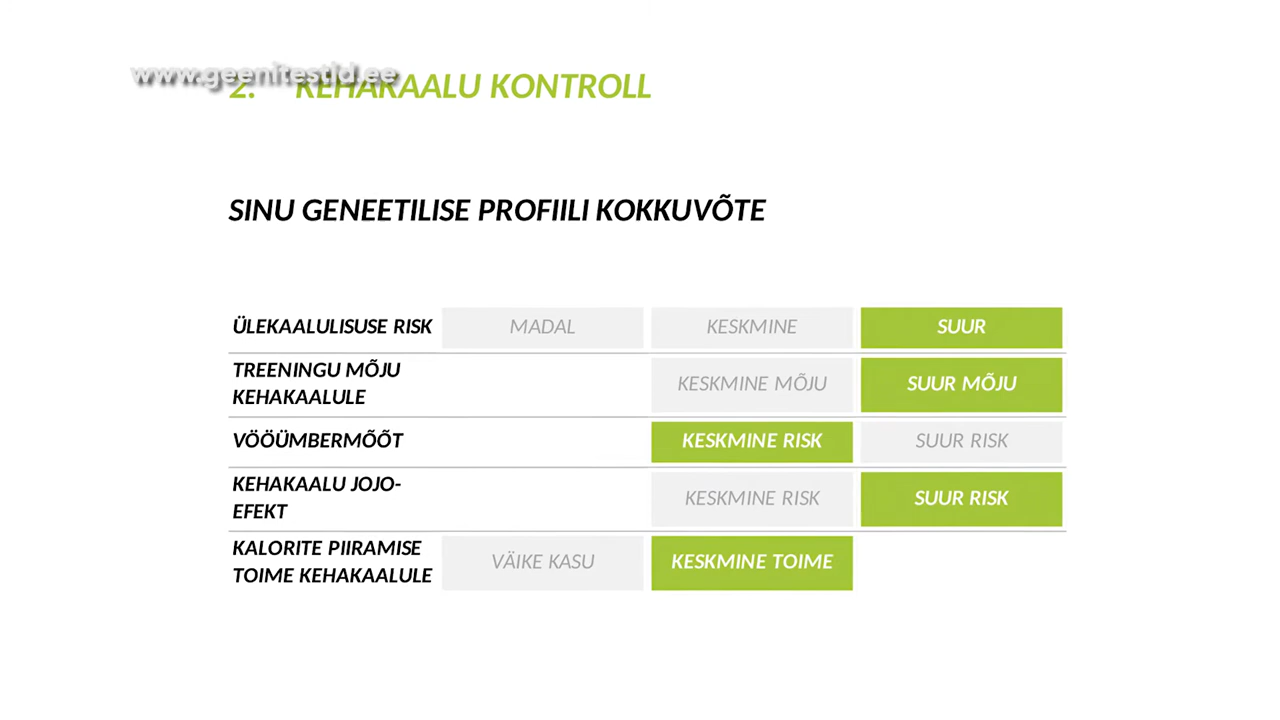 www.geenitestid.ee
2. KEHAKAALU KONTROLL
SINU GENEETILISE PROFIILI KOKKUVÕTE
ÜLEKAALULISUSE RISK MADAL KESKMINE SUUR
TREENINGU MÕJU
KEHAKAALULE KESKMINE MÕJU SUUR MÕJU
VÖÖÜMBERMÕÕT KESKMINE RISK SUUR RISK
KEHAKAALU JOJO-
EFEKT KESKMINE RISK SUUR RISK
KALORITE PIIRAMISE
TOIME KEHAKAALULE VÄIKE KASU KESKMINE TOIME